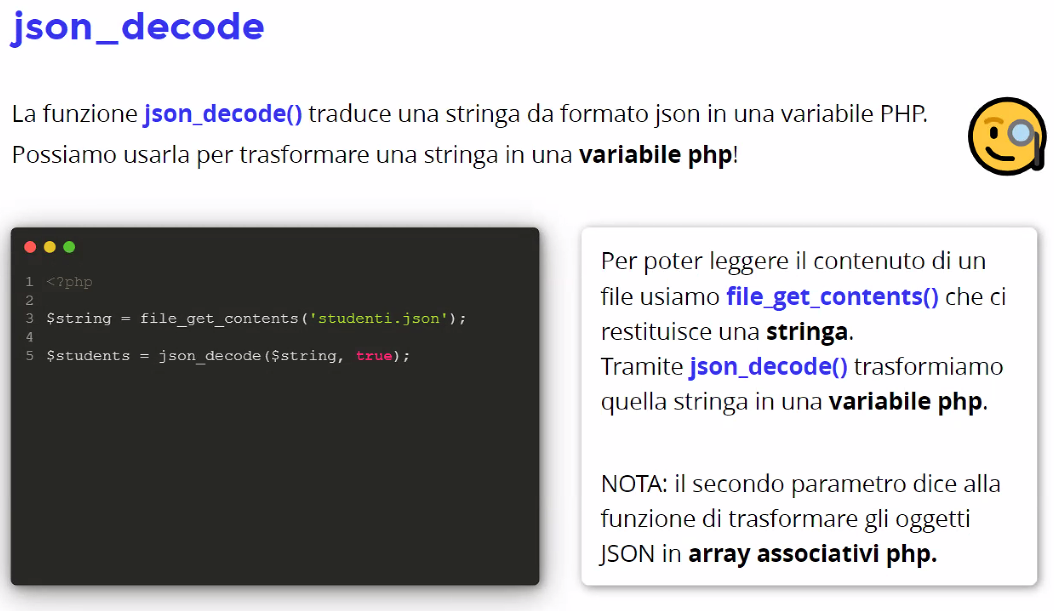 json_decode
La funzione json_decode() traduce una stringa da formato json in una variabile PHP.
Possiamo usarla per trasformare una stringa in una variabile php!
1 <?php
2
3 $string = file_get_contents('studenti.json');
4
5 $students = json_decode($string, true);
Per poter leggere il contenuto di un
file usiamo file_get_contents() che ci
restituisce una stringa.
Tramite json_decode() trasformiamo
quella stringa in una variabile php.
NOTA: il secondo parametro dice alla
funzione di trasformare gli oggetti
JSON in array associativi php.